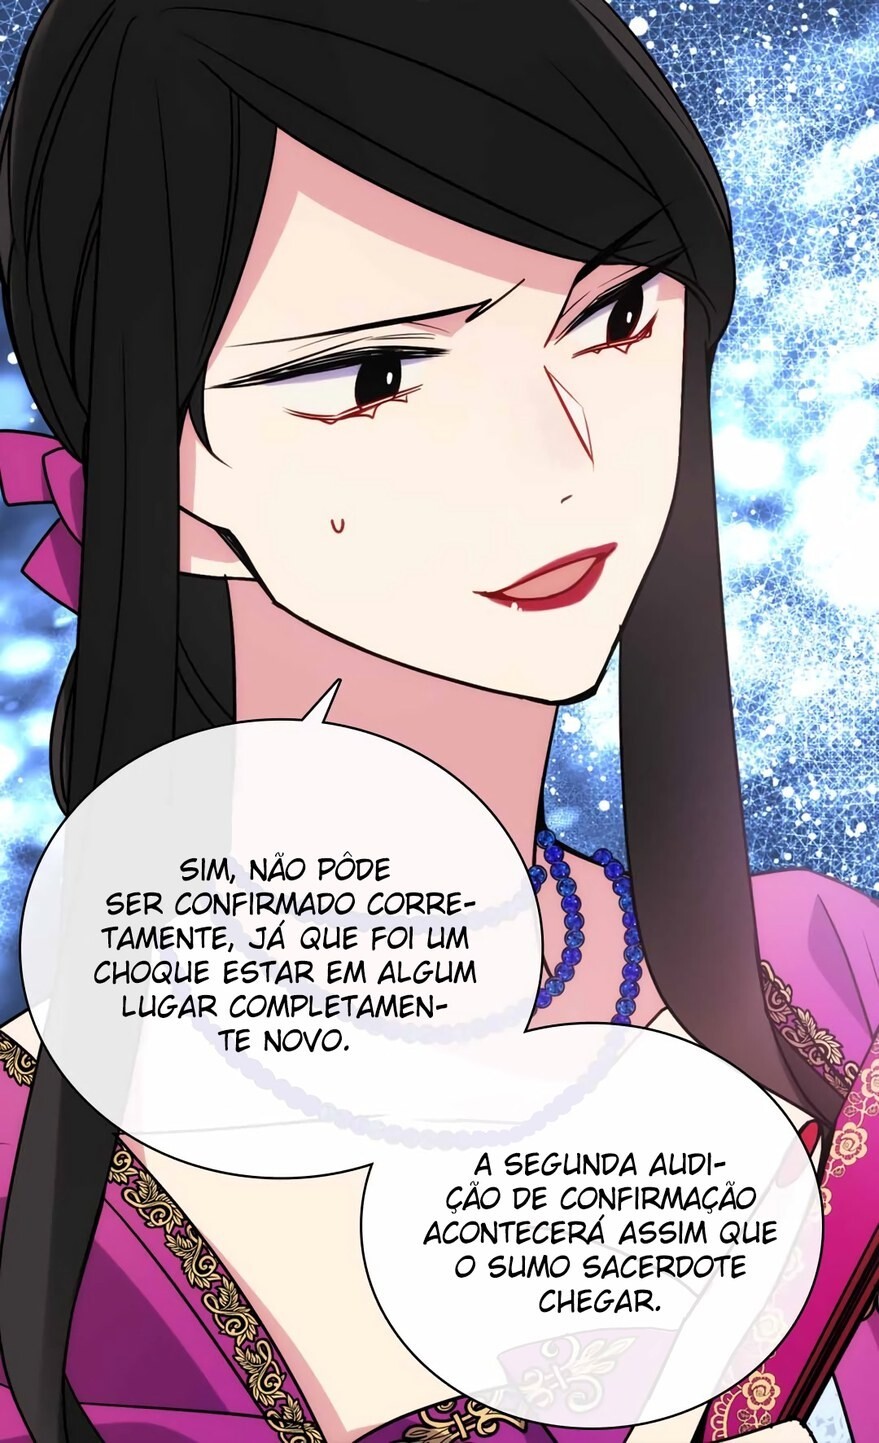 SIM, NÃO PÔDE
SER CONFIRMADO CORRE-
TAMENTE, JÁ QUE FOI UM
CHOQUE ESTAR EM ALGUM
LUGAR COMPLETAMEN-
TE NOVO.
A SEGUNDA AUDI-
ÇÃO DE CONFIRMAÇÃO
ACONTECERÁ ASSIM QUE
O SUMO SACERDOTE
CHEGAR.